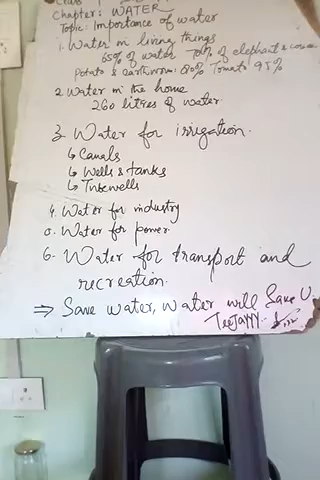 Chapter: WATER
Topic: Importance of water
1. Water in living things
65% of water 70% of elephant &
Potato & earthworm: 80% Tomato 95%
2. Water in the home
260 litres of water
3. Water for irrigation
↳ Canals
↳ Wells & tanks
↳ Tubewells
4. Water for industry
5. Water for power
6. Water for transport and
recreation.
⇒ Save water, water will Save U.
TeeJAYYY